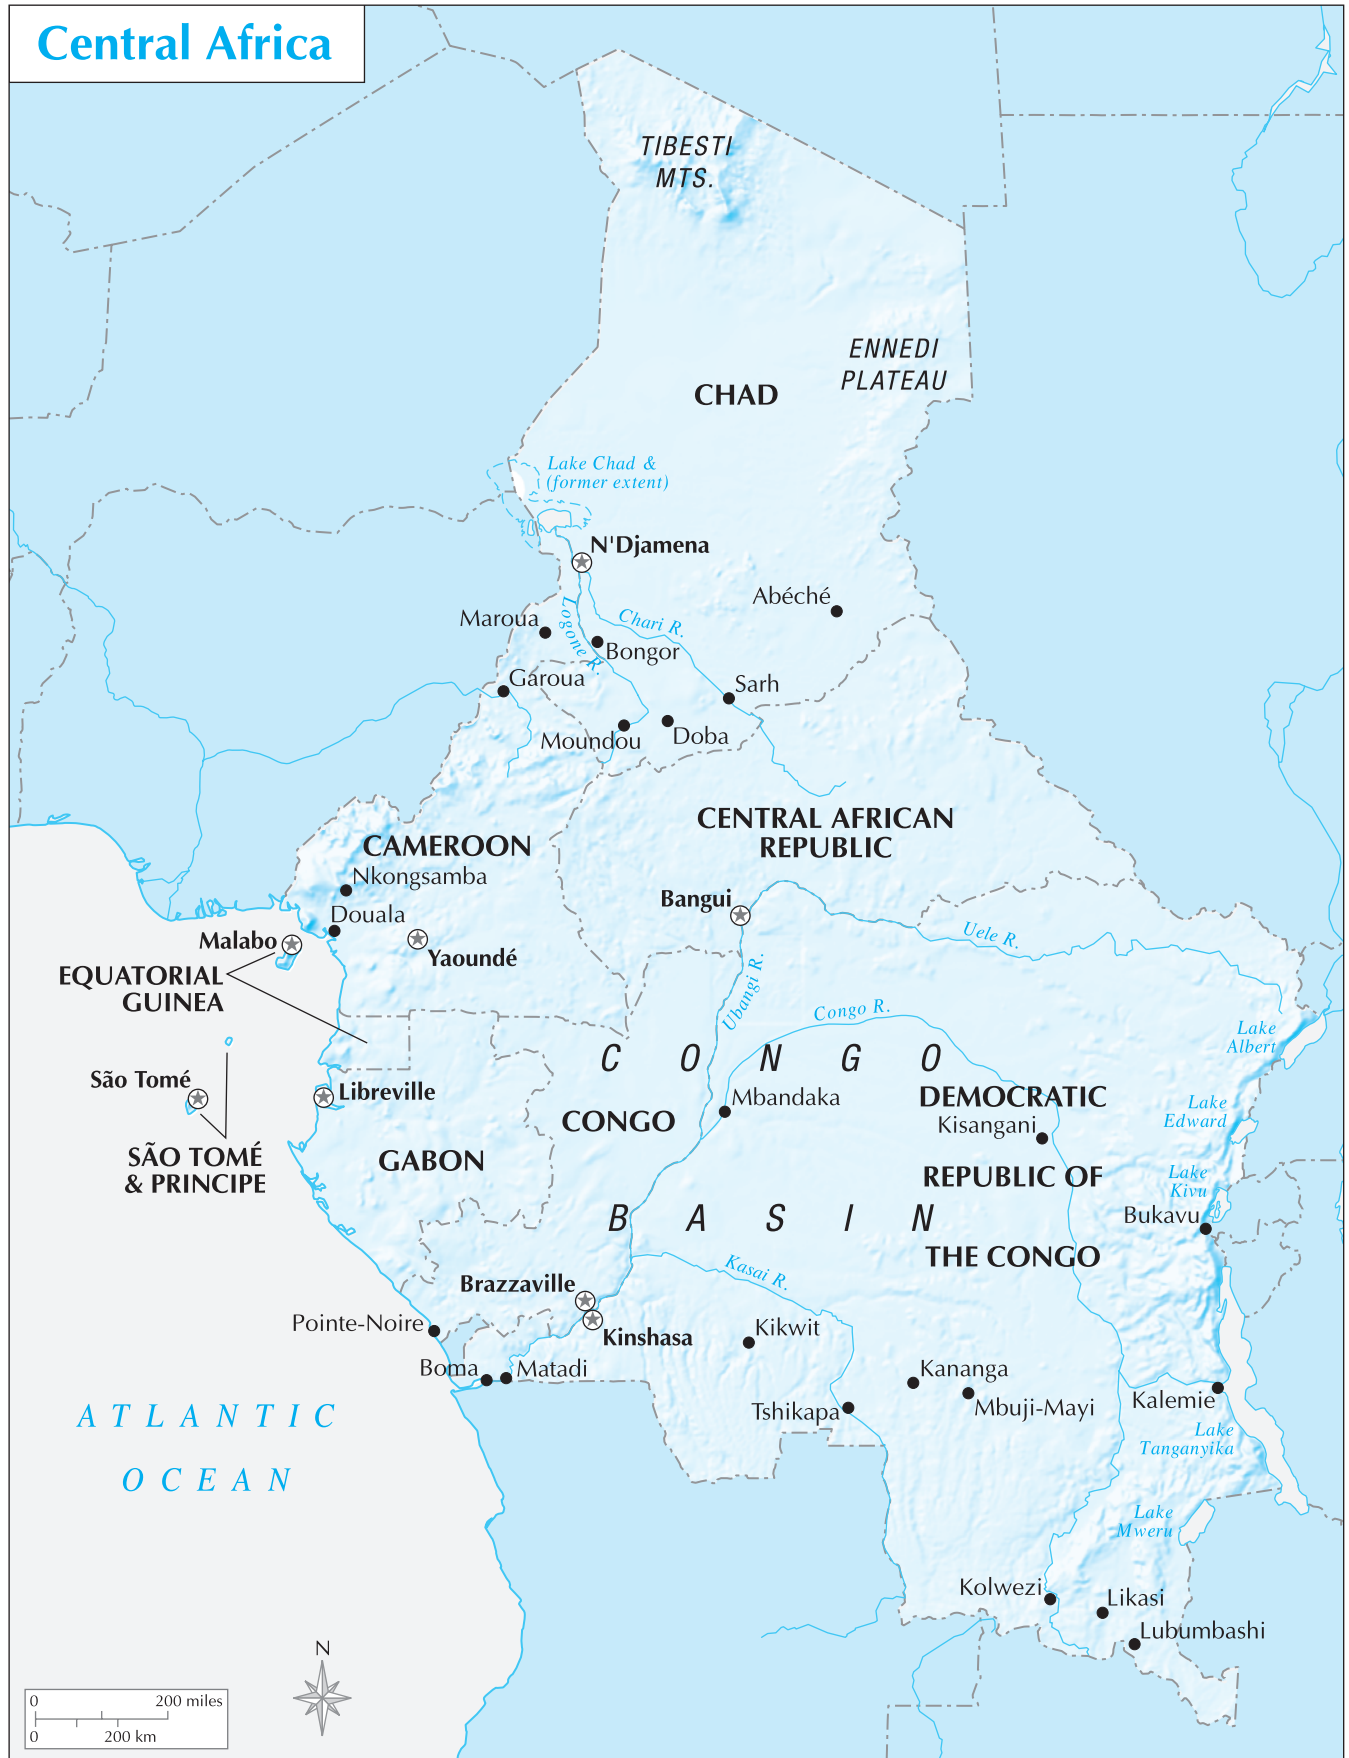 Central Africa
TIBESTI
MTS.
ENNEDI
PLATEAU
CHAD
Lake Chad &
(former extent)
N'Djamena
Abéché
Maroua
Logone R.
Chari R.
Bongor
Garoua
Sarh
Moundou
Doba
CENTRAL AFRICAN
REPUBLIC
CAMEROON
Nkongsamba
Bangui
Douala
Malabo
Yaoundé
Uele R.
EQUATORIAL
GUINEA
Ubangi R.
Congo R.
Lake
Albert
C O N G O
São Tomé
Libreville
Mbandaka
DEMOCRATIC
Lake
Edward
CONGO
Kisangani
SÃO TOMÉ
& PRINCIPE
GABON
REPUBLIC OF
Lake
Kivu
B A S I N
Bukavu
THE CONGO
Kasai R.
Brazzaville
Pointe-Noire
Kinshasa
Kikwit
Boma
Matadi
Kananga
Mbuji-Mayi
Kalemie
Tshikapa
ATLANTIC
OCEAN
Lake
Tanganyika
Lake
Mweru
Kolwezi
Likasi
Lubumbashi
N
0 200 miles
0 200 km